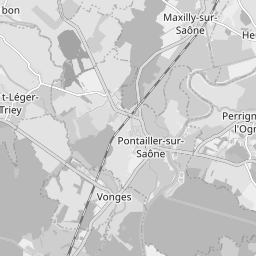 bon
Maxilly-sur-
Saône
He
t-Léger-
Triey
Perrign
l'Ogn
Pontailler-sur-
Saône
Vonges